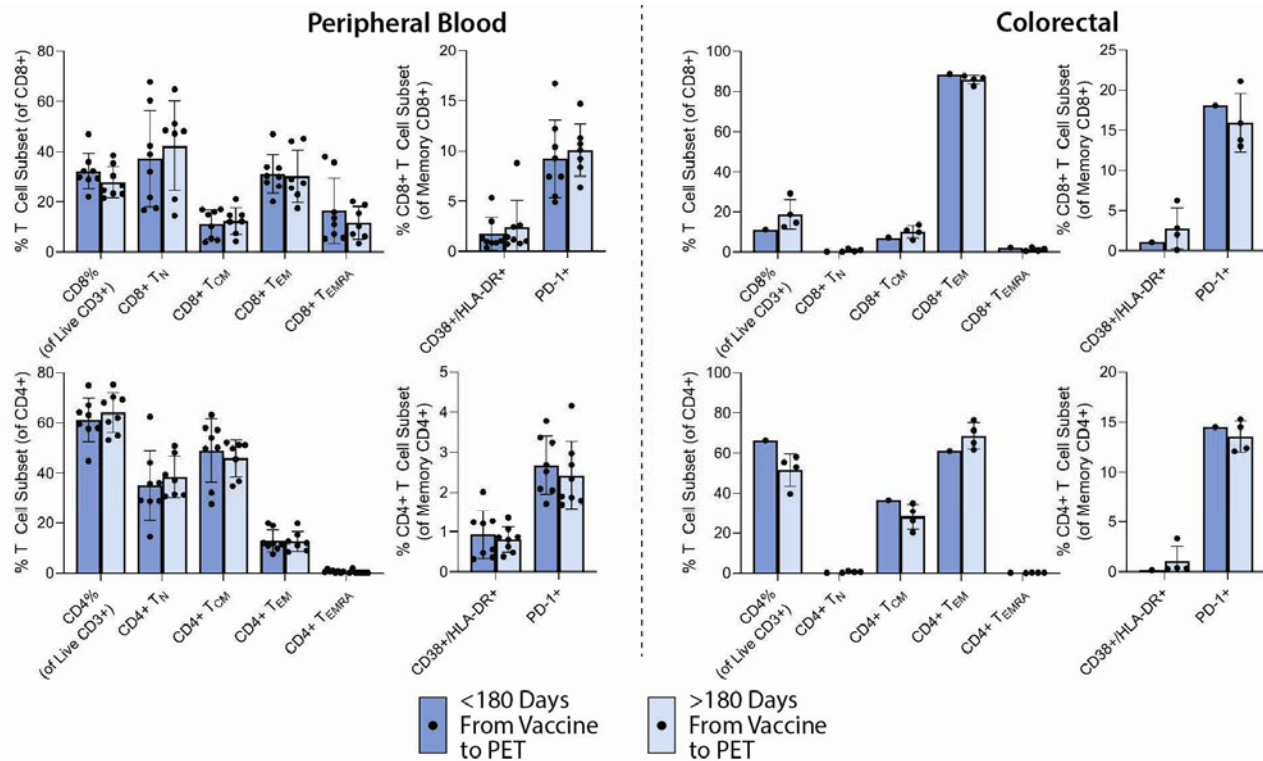 Peripheral Blood
Colorectal
% T Cell Subset (of CD8+)
80
60
40
20
0
CD8%
(of Live CD3+)
CD8+ TN
CD8+ TCM
CD8+ TEM
CD8+ TEMRA
% CD8+ T Cell Subset
(of Memory CD8+)
20
15
10
5
0
CD38+/HLA-DR+
PD-1+
% T Cell Subset (of CD8+)
100
80
60
40
20
0
CD8%
(of Live CD3+)
CD8+ TN
CD8+ TCM
CD8+ TEM
CD8+ TEMRA
% CD8+ T Cell Subset
(of Memory CD8+)
25
20
15
10
5
0
CD38+/HLA-DR+
PD-1+
% T Cell Subset (of CD4+)
80
60
40
20
0
CD4%
(of Live CD3+)
CD4+ TN
CD4+ TCM
CD4+ TEM
CD4+ TEMRA
% CD4+ T Cell Subset
(of Memory CD4+)
5
4
3
2
1
0
CD38+/HLA-DR+
PD-1+
% T Cell Subset (of CD4+)
100
80
60
40
20
0
CD4%
(of Live CD3+)
CD4+ TN
CD4+ TCM
CD4+ TEM
CD4+ TEMRA
% CD4+ T Cell Subset
(of Memory CD4+)
20
15
10
5
0
CD38+/HLA-DR+
PD-1+
<180 Days
From Vaccine
to PET
>180 Days
From Vaccine
to PET